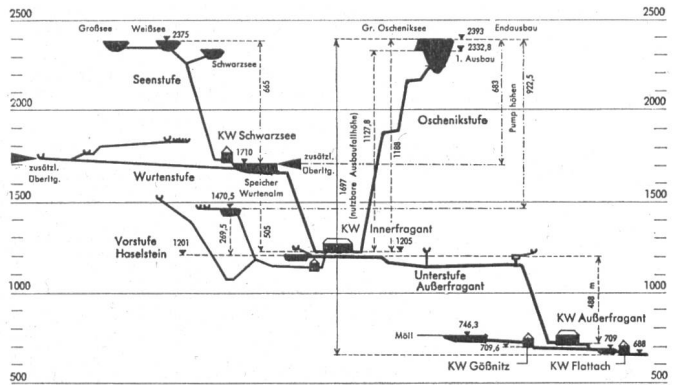 2500
2000
1500
1000
500
Großsee
Weißsee
2375
Schwarzsee
Seenstufe
665
KW Schwarzsee
1710
zusätzl.
Überltg.
Wurtenstufe
Speicher
Wurtenalm
zusätzl.
Überltg.
1470,5
269,5
505
Vorstufe
Haselstein
1201
Gr. Oscheniksee
Endausbau
2393
2332,8
1. Ausbau
683
922,5
Pumphöhen
Oschenikstufe
1127,8
1188
1697
(nutzbare Ausbaufallhöhe)
KW Innerfragant
1205
Unterstufe
Außerfragant
488 m
KW Außerfragant
Möll
746,3
709,6
709
688
KW Gößnitz
KW Flattach
2500
2000
1500
1000
500